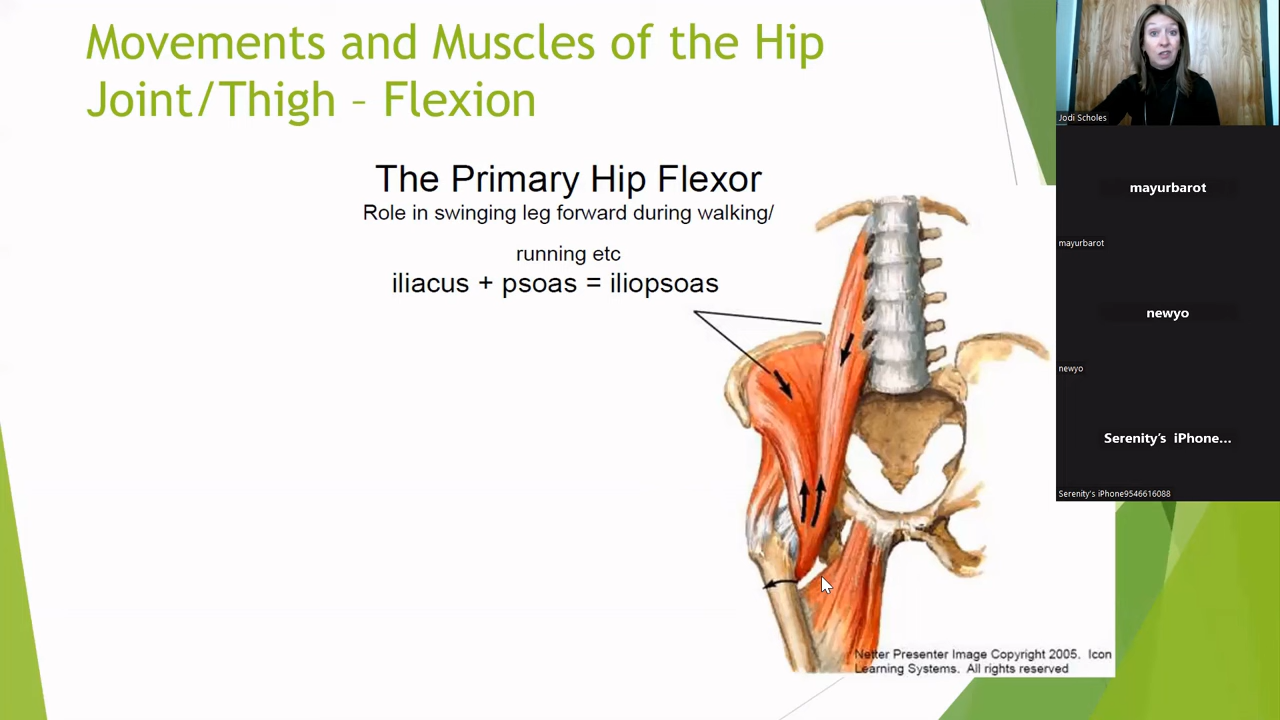 Movements and Muscles of the Hip
Joint/Thigh – Flexion
The Primary Hip Flexor
Role in swinging leg forward during walking/
running etc
iliacus + psoas = iliopsoas
Netter Presenter Image Copyright 2005. Icon
Learning Systems. All rights reserved
Jodi Scholes
mayurbarot
mayurbarot
newyo
newyo
Serenity's iPhone...
Serenity's iPhone9546616088